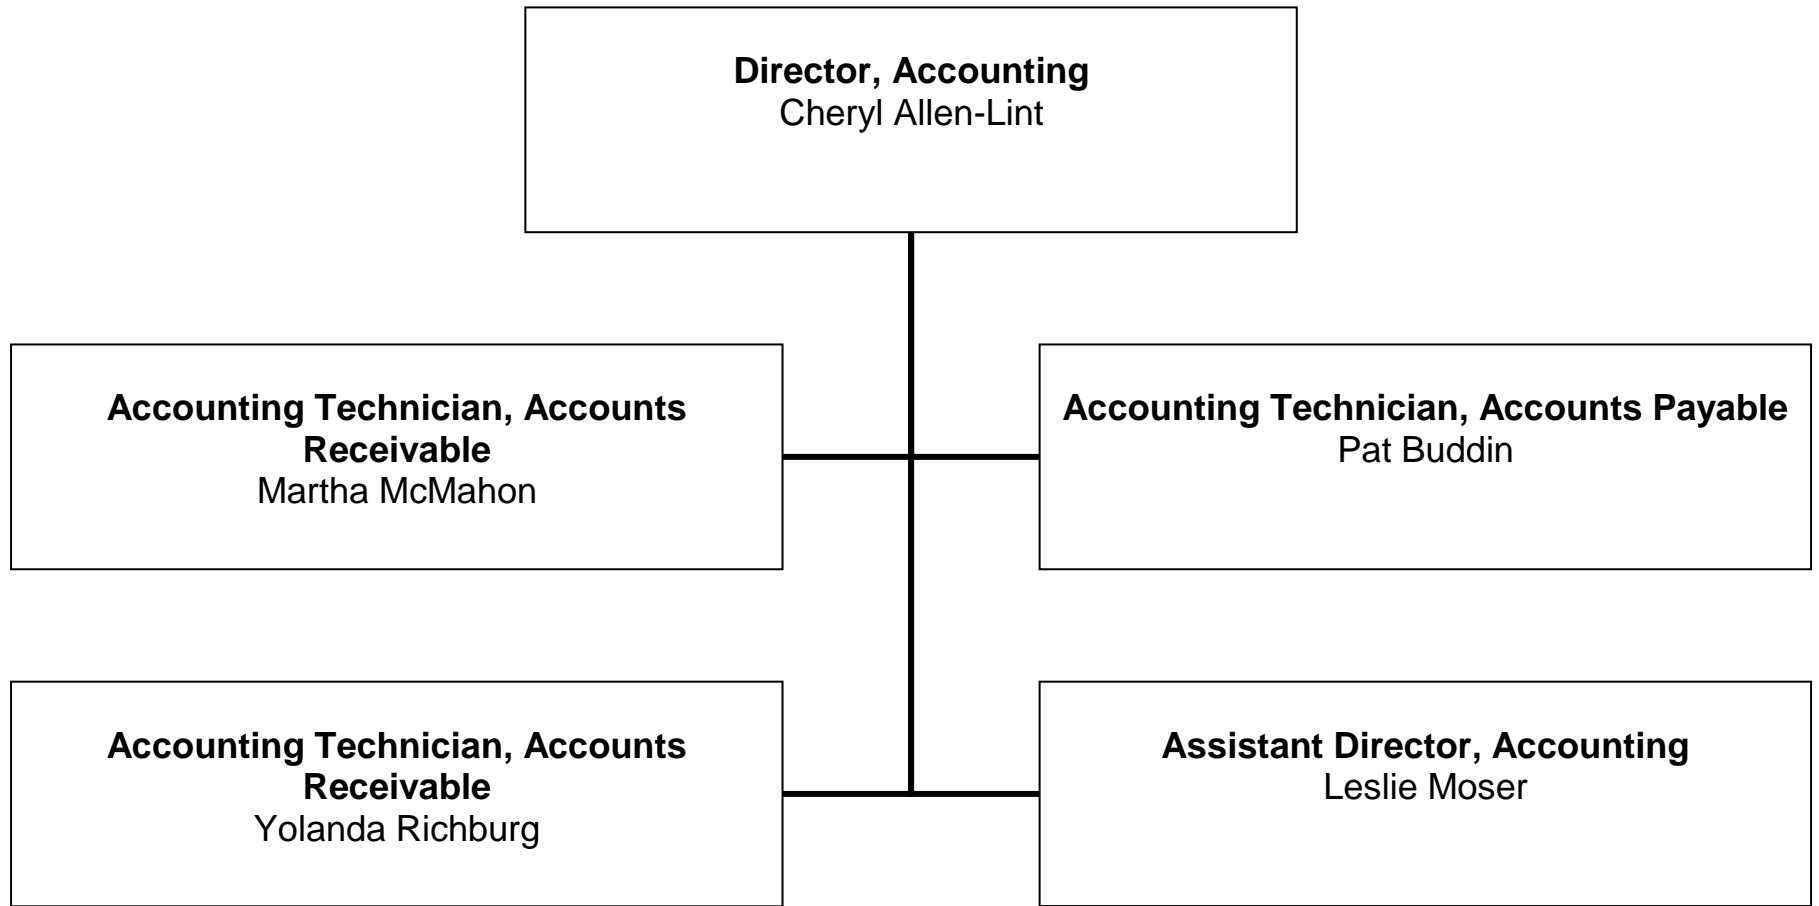 Director, Accounting
Cheryl Allen-Lint
Accounting Technician, Accounts
Receivable
Martha McMahon
Accounting Technician, Accounts Payable
Pat Buddin
Accounting Technician, Accounts
Receivable
Yolanda Richburg
Assistant Director, Accounting
Leslie Moser